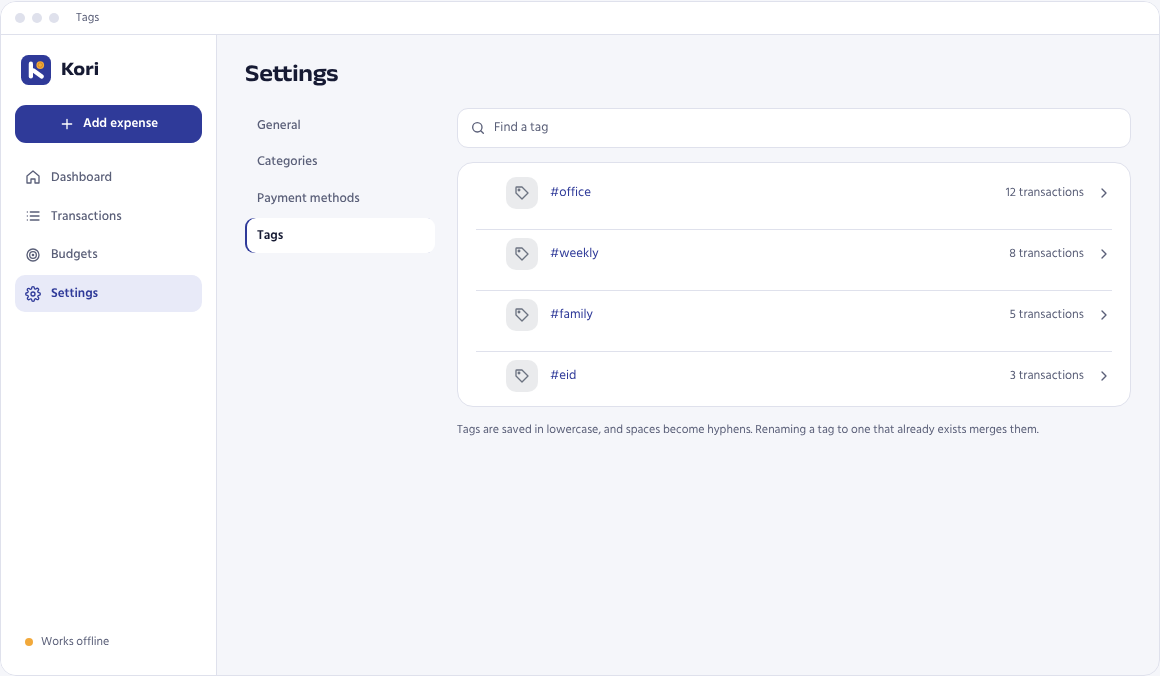 Tags
Kori
Add expense
Dashboard
Transactions
Budgets
Settings
Works offline
Settings
General
Categories
Payment methods
Tags
Find a tag
#office 12 transactions
#weekly 8 transactions
#family 5 transactions
#eid 3 transactions
Tags are saved in lowercase, and spaces become hyphens. Renaming a tag to one that already exists merges them.